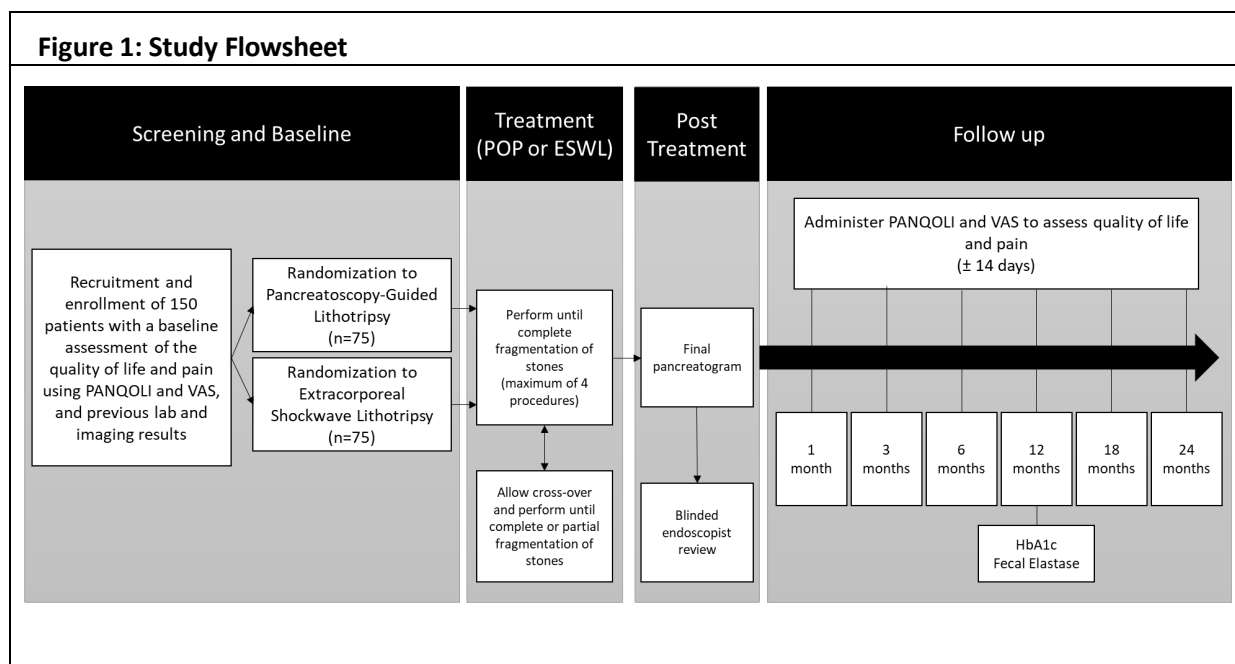 Figure 1: Study Flowsheet
Screening and Baseline
Treatment
(POP or ESWL)
Post
Treatment
Follow up
Recruitment and
enrollment of 150
patients with a baseline
assessment of the
quality of life and pain
using PANQOLI and VAS,
and previous lab and
imaging results
Randomization to
Pancreatoscopy-Guided
Lithotripsy
(n=75)
Randomization to
Extracorporeal
Shockwave Lithotripsy
(n=75)
Perform until
complete
fragmentation of
stones
(maximum of 4
procedures)
Allow cross-over
and perform until
complete or partial
fragmentation of
stones
Final
pancreatogram
Blinded
endoscopist
review
Administer PANQOLI and VAS to assess quality of life
and pain
(± 14 days)
1
month
3
months
6
months
12
months
18
months
24
months
HbA1c
Fecal Elastase